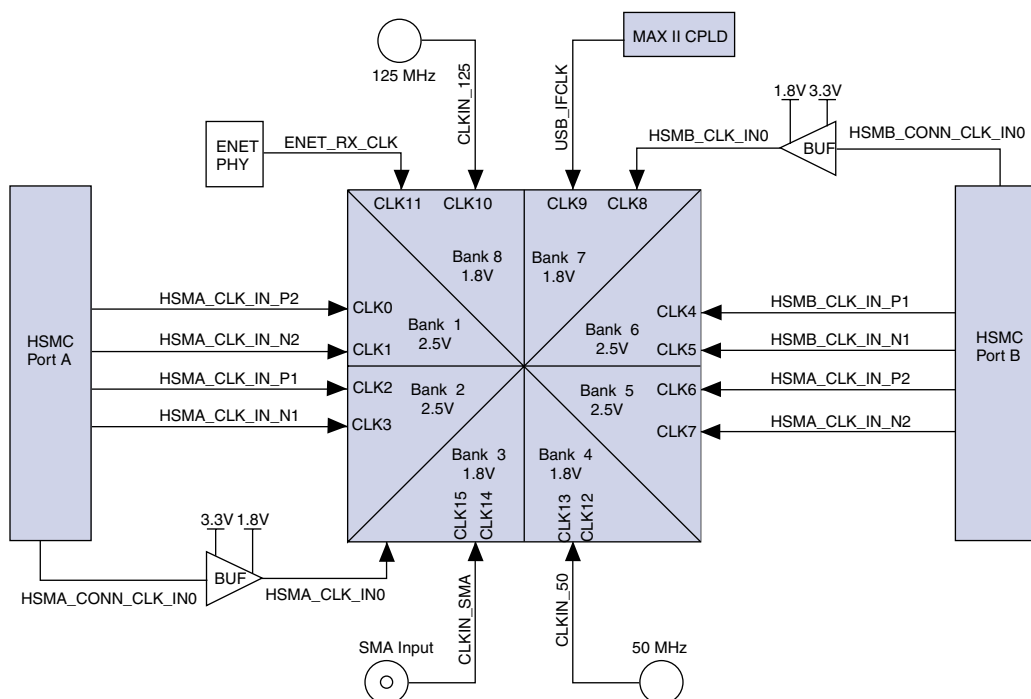 MAX II CPLD
125 MHz
CLKIN_125
USB_IFCLK
1.8V
3.3V
HSMB_CLK_IN0
BUF
HSMB_CONN_CLK_IN0
ENET
PHY
ENET_RX_CLK
CLK11
CLK10
CLK9
CLK8
Bank 8
1.8V
Bank 7
1.8V
HSMC
Port A
HSMA_CLK_IN_P2
HSMA_CLK_IN_N2
HSMA_CLK_IN_P1
HSMA_CLK_IN_N1
CLK0
CLK1
CLK2
CLK3
Bank 1
2.5V
Bank 2
2.5V
Bank 6
2.5V
Bank 5
2.5V
CLK4
CLK5
CLK6
CLK7
HSMB_CLK_IN_P1
HSMB_CLK_IN_N1
HSMA_CLK_IN_P2
HSMA_CLK_IN_N2
HSMC
Port B
Bank 3
1.8V
Bank 4
1.8V
CLK15
CLK14
CLK13
CLK12
3.3V
1.8V
BUF
HSMA_CONN_CLK_IN0
HSMA_CLK_IN0
CLKIN_SMA
CLKIN_50
SMA Input
50 MHz